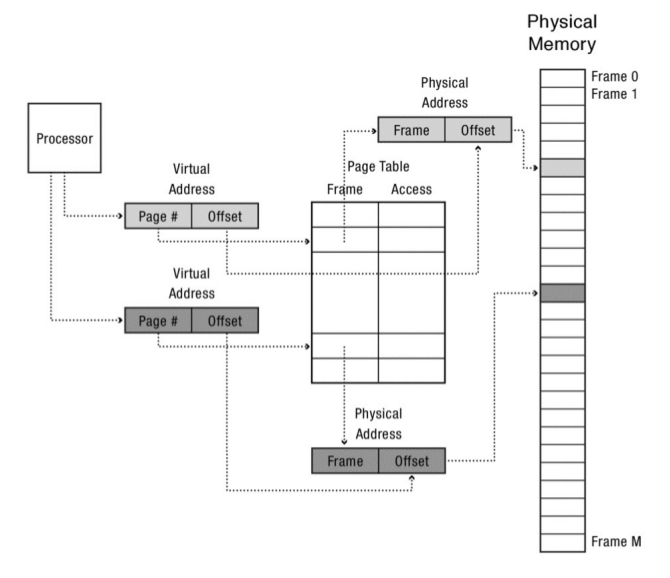 Physical
Memory
Frame 0
Frame 1
Physical
Address
Frame Offset
Processor
Virtual
Address
Page # Offset
Page Table
Frame Access
Virtual
Address
Page # Offset
Physical
Address
Frame Offset
Frame M